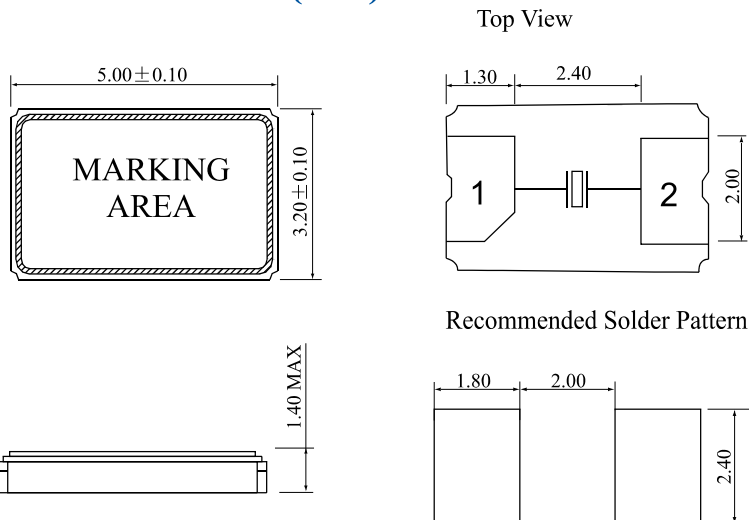 Top View
5.00±0.10
MARKING
AREA
3.20±0.10
1.30
2.40
1
2
2.00
Recommended Solder Pattern
1.40 MAX
1.80
2.00
2.40